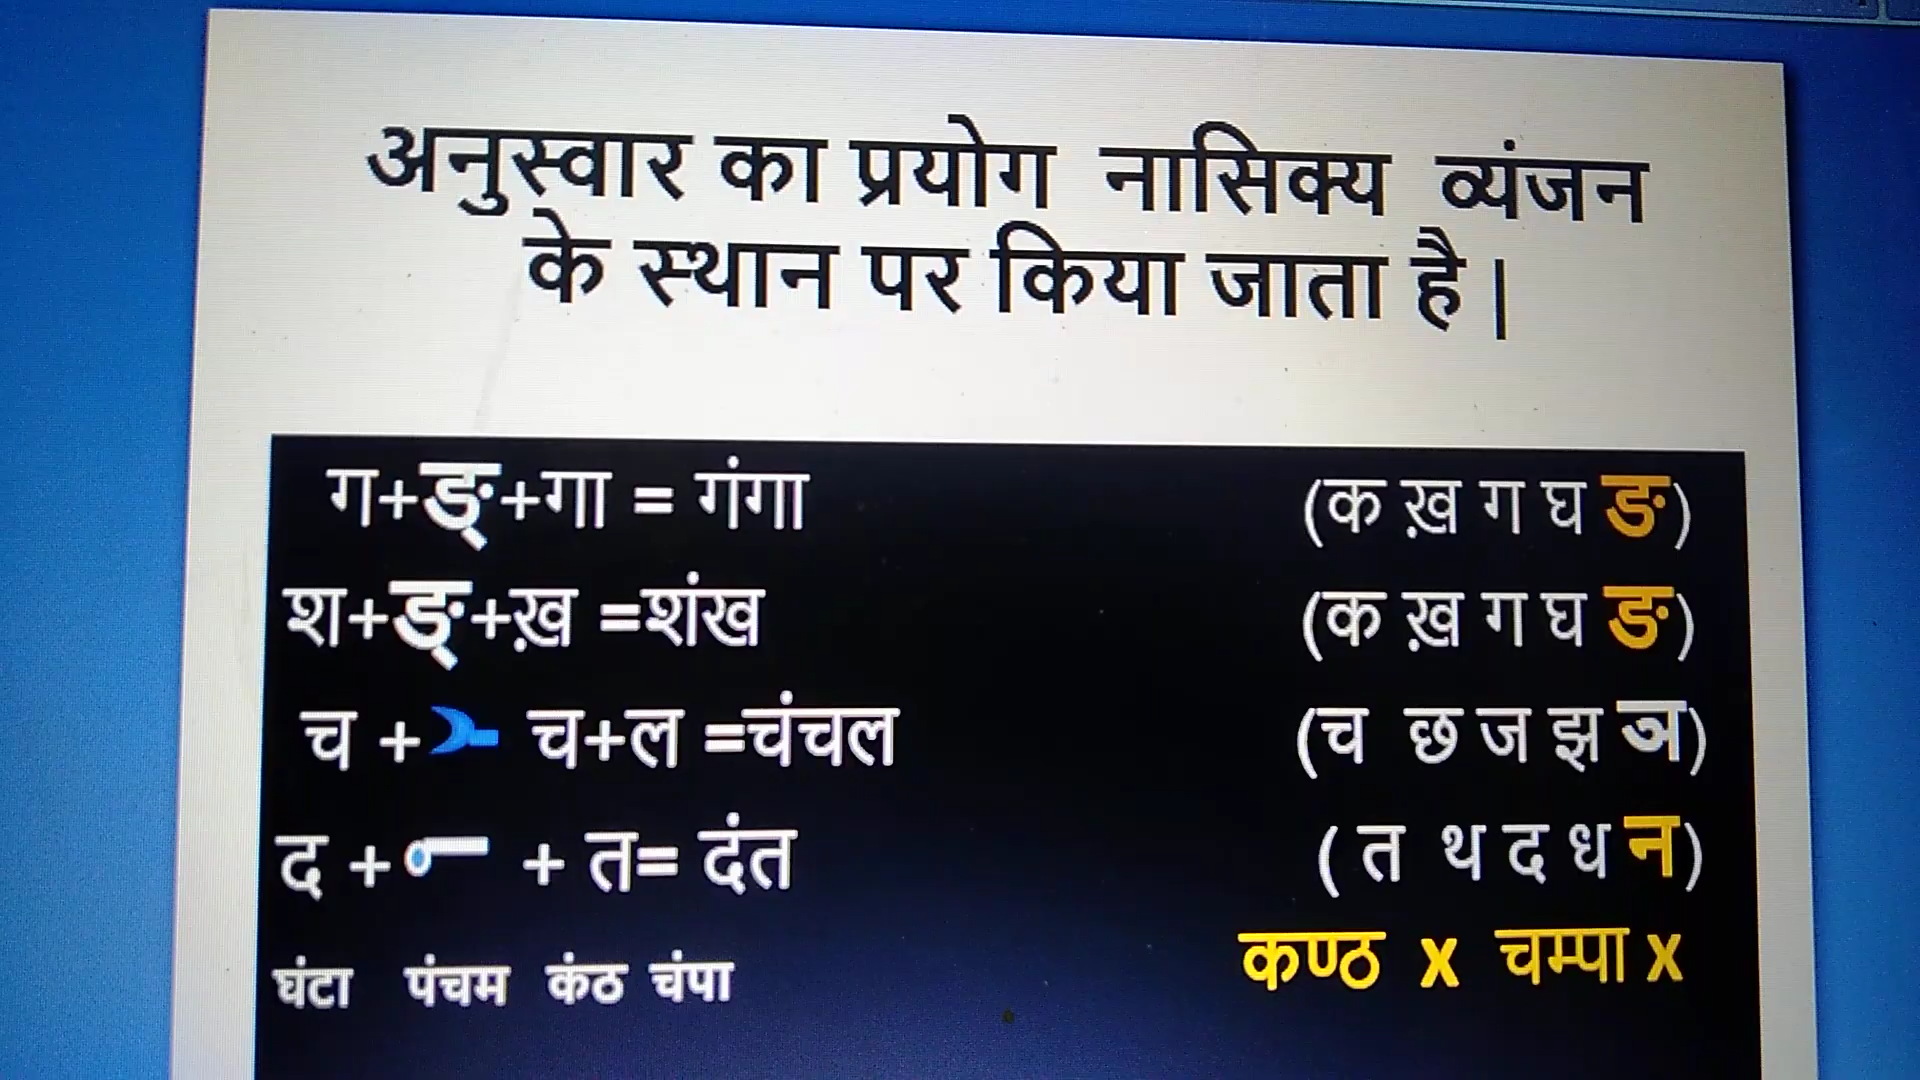 अनुस्वार का प्रयोग नासिक्य व्यंजन
के स्थान पर किया जाता है |
ग+ङ्+गा = गंगा (क ख़ ग घ ङ)
श+ङ्+ख़ =शंख (क ख़ ग घ ङ)
च + च+ल =चंचल (च छ ज झ ञ)
द + + त= दंत ( त थ द ध न)
घंटा पंचम कंठ चंपा कण्ठ x चम्पा x